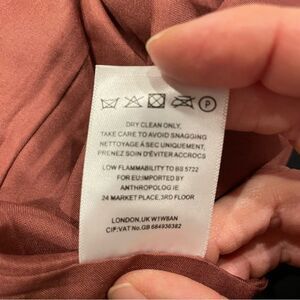 P
DRY CLEAN ONLY,
TAKE CARE TO AVOID SNAGGING
NETTOYAGE À SEC UNIQUEMENT,
PRENEZ SOIN D'ÉVITER ACCROCS
LOW FLAMMABILITY TO BS 5722
FOR EU:IMPORTED BY
ANTHROPOLOGIE
24 MARKET PLACE,3RD FLOOR
LONDON,UK W1W8AN
CIF:VAT No.GB 684936382